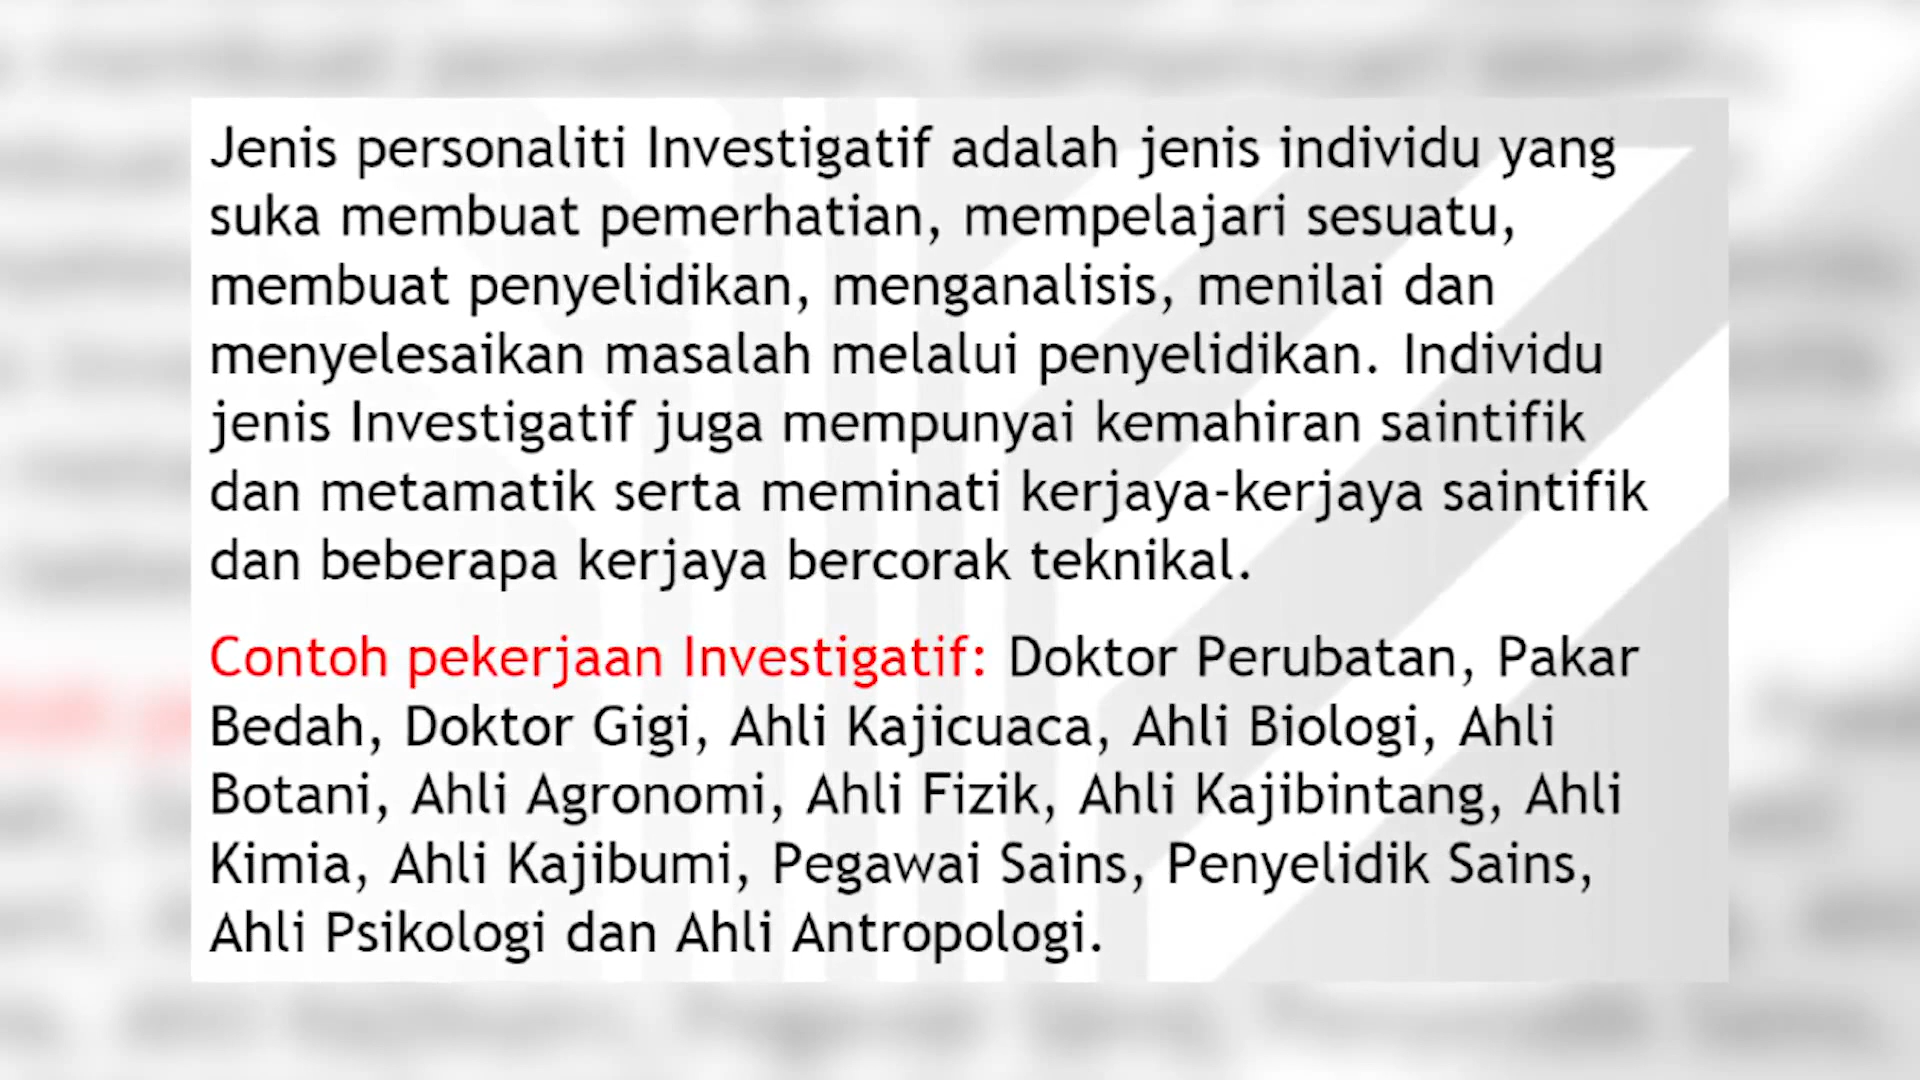 Jenis personaliti Investigatif adalah jenis individu yang
suka membuat pemerhatian, mempelajari sesuatu,
membuat penyelidikan, menganalisis, menilai dan
menyelesaikan masalah melalui penyelidikan. Individu
jenis Investigatif juga mempunyai kemahiran saintifik
dan metamatik serta meminati kerjaya-kerjaya saintifik
dan beberapa kerjaya bercorak teknikal.
Contoh pekerjaan Investigatif: Doktor Perubatan, Pakar
Bedah, Doktor Gigi, Ahli Kajicuaca, Ahli Biologi, Ahli
Botani, Ahli Agronomi, Ahli Fizik, Ahli Kajibintang, Ahli
Kimia, Ahli Kajibumi, Pegawai Sains, Penyelidik Sains,
Ahli Psikologi dan Ahli Antropologi.